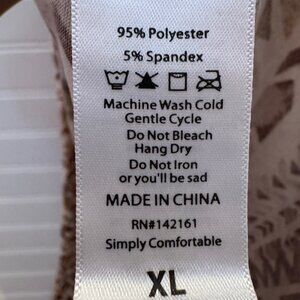 95% Polyester
5% Spandex
Machine Wash Cold
Gentle Cycle
Do Not Bleach
Hang Dry
Do Not Iron
or you'll be sad
MADE IN CHINA
RN#142161
Simply Comfortable
XL